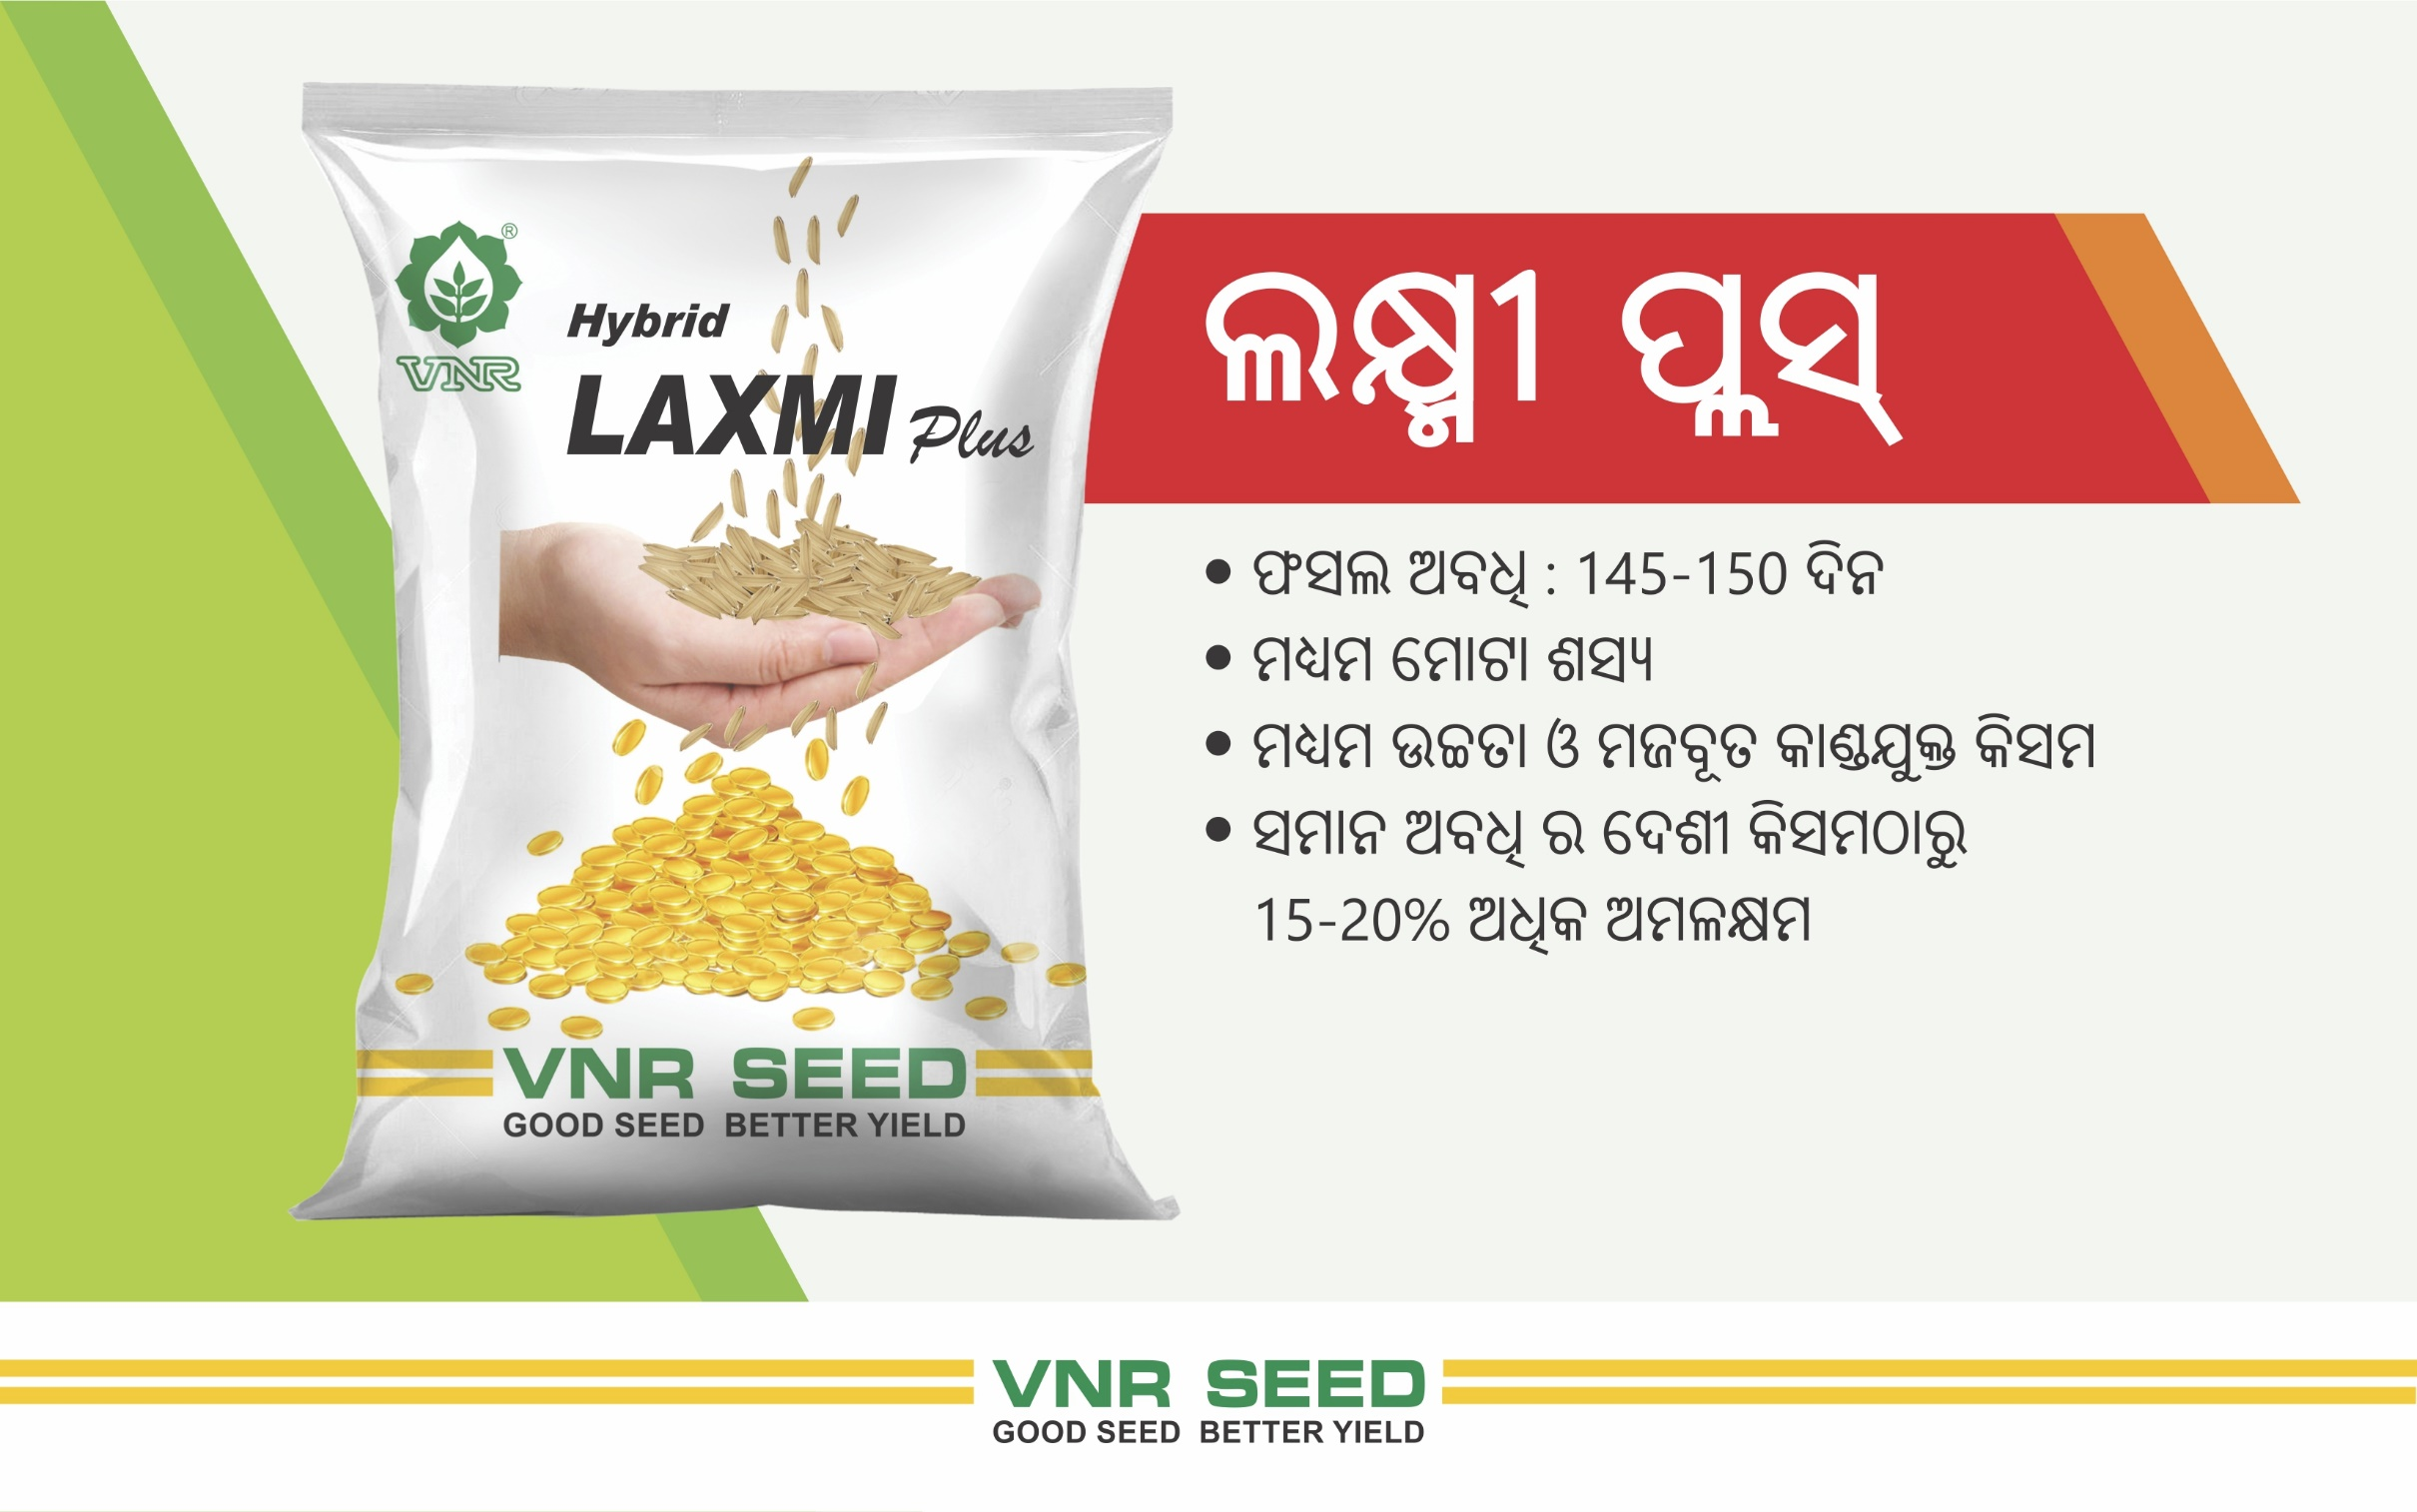 ®
VNR
Hybrid
LAXMI Plus
VNR SEED
GOOD SEED BETTER YIELD
ଲକ୍ଷ୍ମୀ ପ୍ଲସ୍
• ଫସଲ ଅବଧି : 145-150 ଦିନ
• ମଧ୍ୟମ ମୋଟା ଶସ୍ୟ
• ମଧ୍ୟମ ଉଚ୍ଚତା ଓ ମଜବୂତ କାଣ୍ଡଯୁକ୍ତ କିସମ
• ସମାନ ଅବଧି ର ଦେଶୀ କିସମଠାରୁ
15-20% ଅଧିକ ଅମଳକ୍ଷମ
VNR SEED
GOOD SEED BETTER YIELD